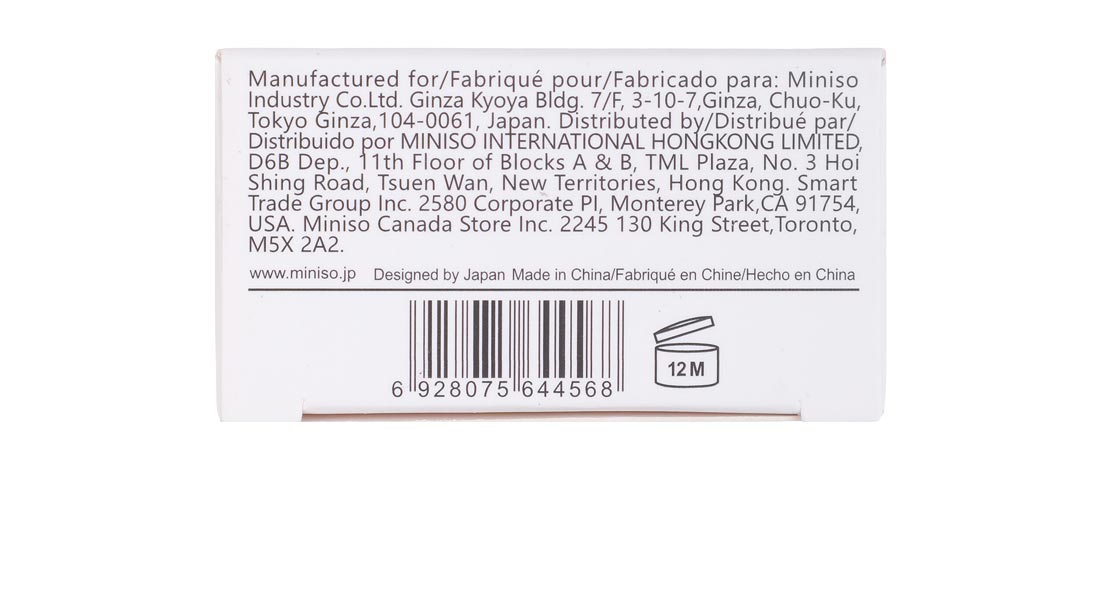 Manufactured for/Fabriqué pour/Fabricado para: Miniso
Industry Co.Ltd. Ginza Kyoya Bldg. 7/F, 3-10-7,Ginza, Chuo-Ku,
Tokyo Ginza,104-0061, Japan. Distributed by/Distribué par/
Distribuido por MINISO INTERNATIONAL HONGKONG LIMITED,
D6B Dep., 11th Floor of Blocks A & B, TML Plaza, No. 3 Hoi
Shing Road, Tsuen Wan, New Territories, Hong Kong. Smart
Trade Group Inc. 2580 Corporate Pl, Monterey Park,CA 91754,
USA. Miniso Canada Store Inc. 2245 130 King Street,Toronto,
M5X 2A2.
www.miniso.jp Designed by Japan Made in China/Fabriqué en Chine/Hecho en China
12 M
6 928075 644568